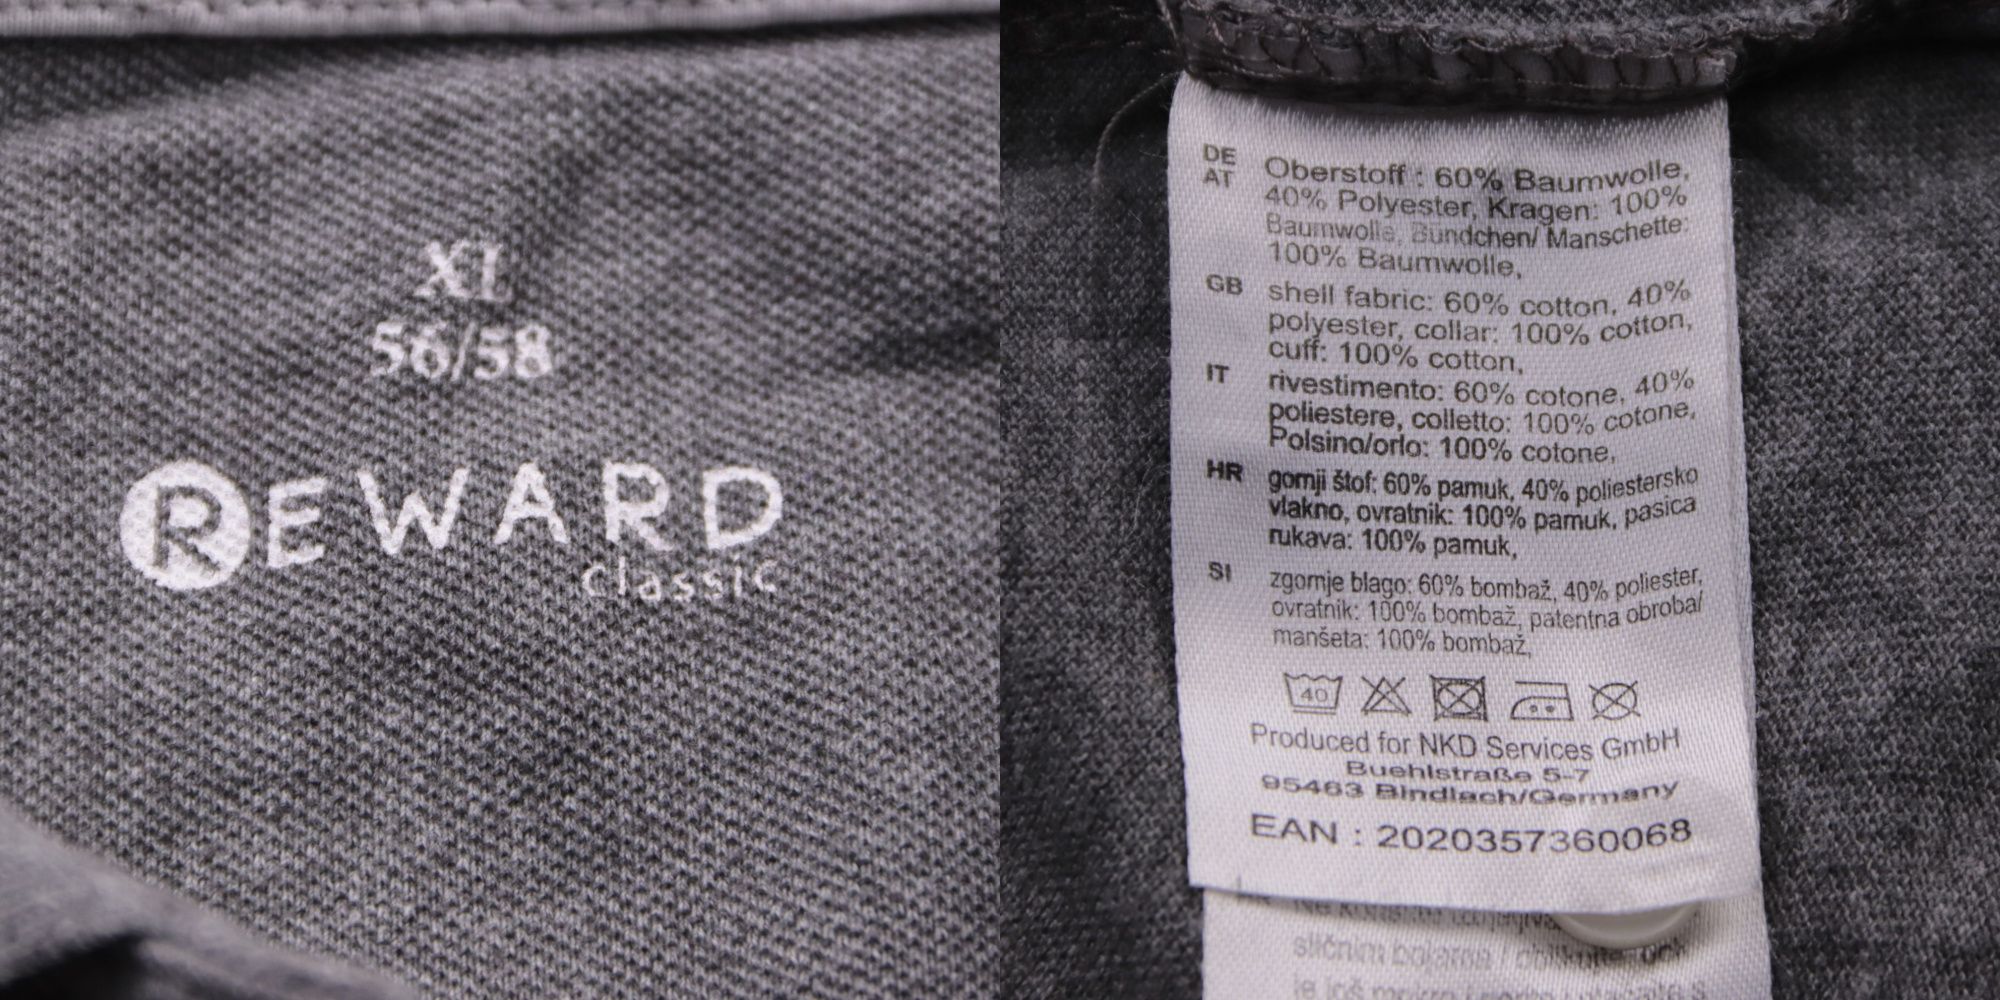 XL
56/58
REWARD
classic
DE
AT
Oberstoff : 60% Baumwolle,
40% Polyester, Kragen: 100%
Baumwolle, Bündchen/ Manschette:
100% Baumwolle,
GB
shell fabric: 60% cotton, 40%
polyester, collar: 100% cotton,
cuff: 100% cotton,
IT
rivestimento: 60% cotone, 40%
poliestere, colletto: 100% cotone,
Polsino/orlo: 100% cotone,
HR
gornji štof: 60% pamuk, 40% poliestersko
vlakno, ovratnik: 100% pamuk, pasica
rukava: 100% pamuk,
SI
zgornje blago: 60% bombaž, 40% poliester,
ovratnik: 100% bombaž, patentna obroba/
manšeta: 100% bombaž,
40
Produced for NKD Services GmbH
Buehlstraße 5-7
95463 Bindlach/Germany
EAN : 2020357360068
sličnim bojama /